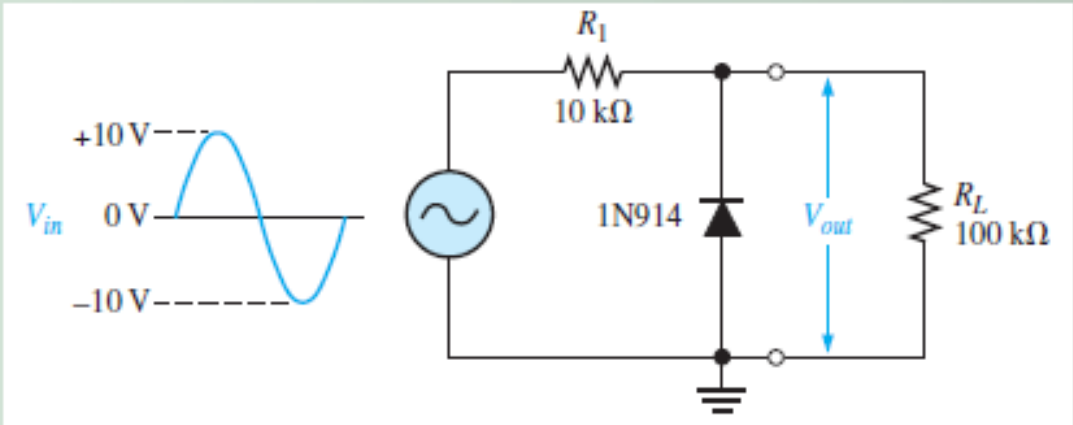 R1
10 kΩ
+10 V
Vin
0 V
–10 V
1N914
Vout
RL
100 kΩ